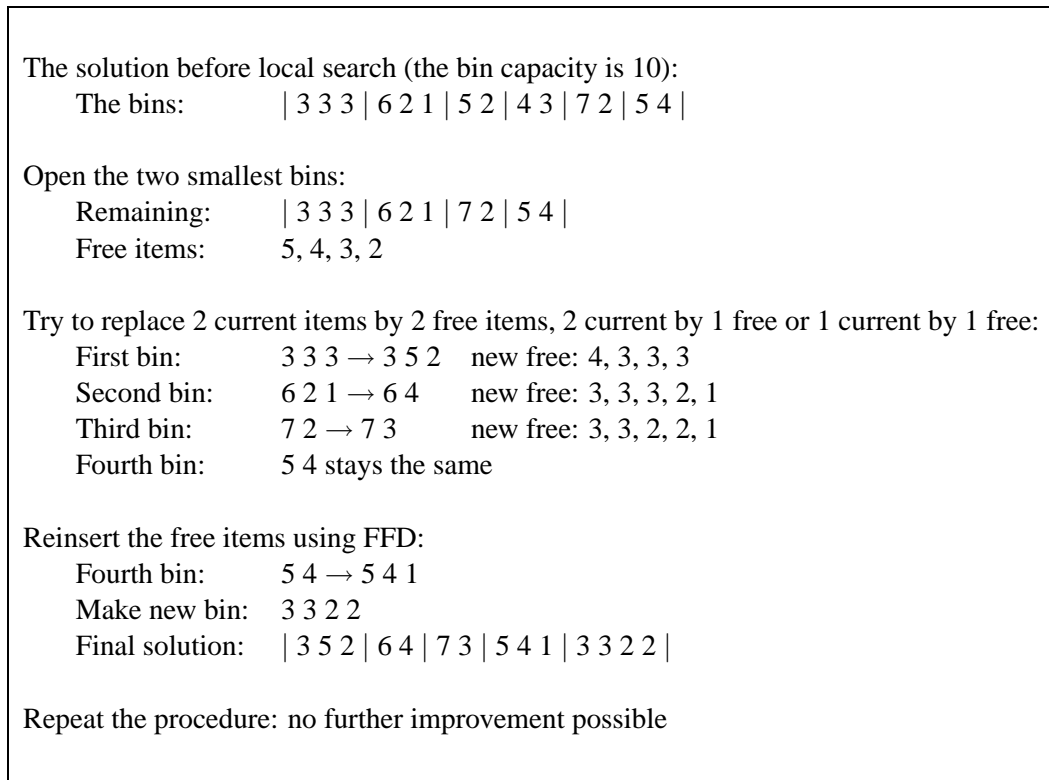 The solution before local search (the bin capacity is 10):
The bins: | 3 3 3 | 6 2 1 | 5 2 | 4 3 | 7 2 | 5 4 |
Open the two smallest bins:
Remaining: | 3 3 3 | 6 2 1 | 7 2 | 5 4 |
Free items: 5, 4, 3, 2
Try to replace 2 current items by 2 free items, 2 current by 1 free or 1 current by 1 free:
First bin: 3 3 3 → 3 5 2 new free: 4, 3, 3, 3
Second bin: 6 2 1 → 6 4 new free: 3, 3, 3, 2, 1
Third bin: 7 2 → 7 3 new free: 3, 3, 2, 2, 1
Fourth bin: 5 4 stays the same
Reinsert the free items using FFD:
Fourth bin: 5 4 → 5 4 1
Make new bin: 3 3 2 2
Final solution: | 3 5 2 | 6 4 | 7 3 | 5 4 1 | 3 3 2 2 |
Repeat the procedure: no further improvement possible